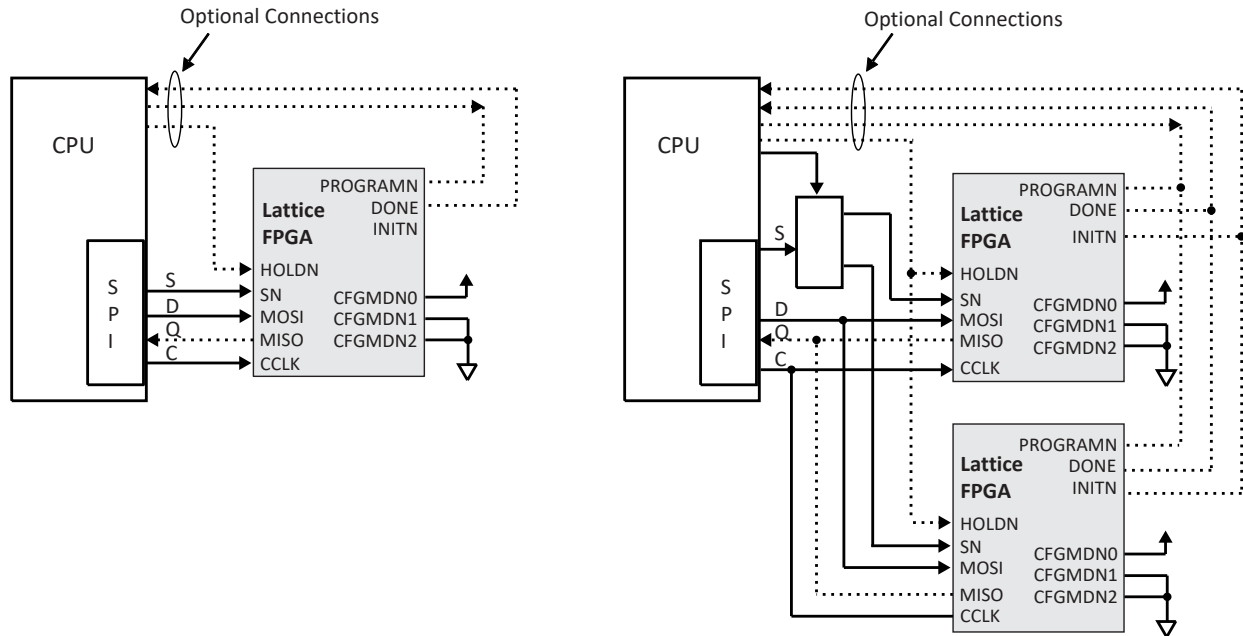 Optional Connections
CPU
PROGRAMN
Lattice
DONE
FPGA
INITN
HOLDN
S
P
I
S
SN
D
MOSI
Q
MISO
C
CCLK
CFGMDN0
CFGMDN1
CFGMDN2
Optional Connections
CPU
S
S
P
I
D
Q
C
PROGRAMN
Lattice
DONE
FPGA
INITN
HOLDN
SN
MOSI
MISO
CCLK
CFGMDN0
CFGMDN1
CFGMDN2
PROGRAMN
Lattice
DONE
FPGA
INITN
HOLDN
SN
MOSI
MISO
CCLK
CFGMDN0
CFGMDN1
CFGMDN2